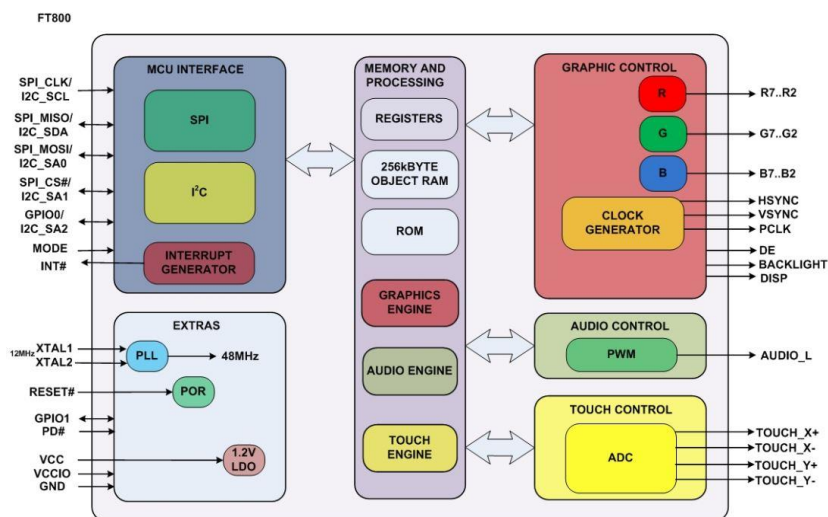 FT800
MCU INTERFACE
SPI
I²C
INTERRUPT
GENERATOR
SPI_CLK/
I2C_SCL
SPI_MISO/
I2C_SDA
SPI_MOSI/
I2C_SA0
SPI_CS#/
I2C_SA1
GPIO0/
I2C_SA2
MODE
INT#
EXTRAS
12MHz
XTAL1
XTAL2
PLL
48MHz
RESET#
POR
GPIO1
PD#
VCC
1.2V
LDO
VCCIO
GND
MEMORY AND
PROCESSING
REGISTERS
256kBYTE
OBJECT RAM
ROM
GRAPHICS
ENGINE
AUDIO ENGINE
TOUCH
ENGINE
GRAPHIC CONTROL
R
G
B
CLOCK
GENERATOR
R7..R2
G7..G2
B7..B2
HSYNC
VSYNC
PCLK
DE
BACKLIGHT
DISP
AUDIO CONTROL
PWM
AUDIO_L
TOUCH CONTROL
ADC
TOUCH_X+
TOUCH_X-
TOUCH_Y+
TOUCH_Y-